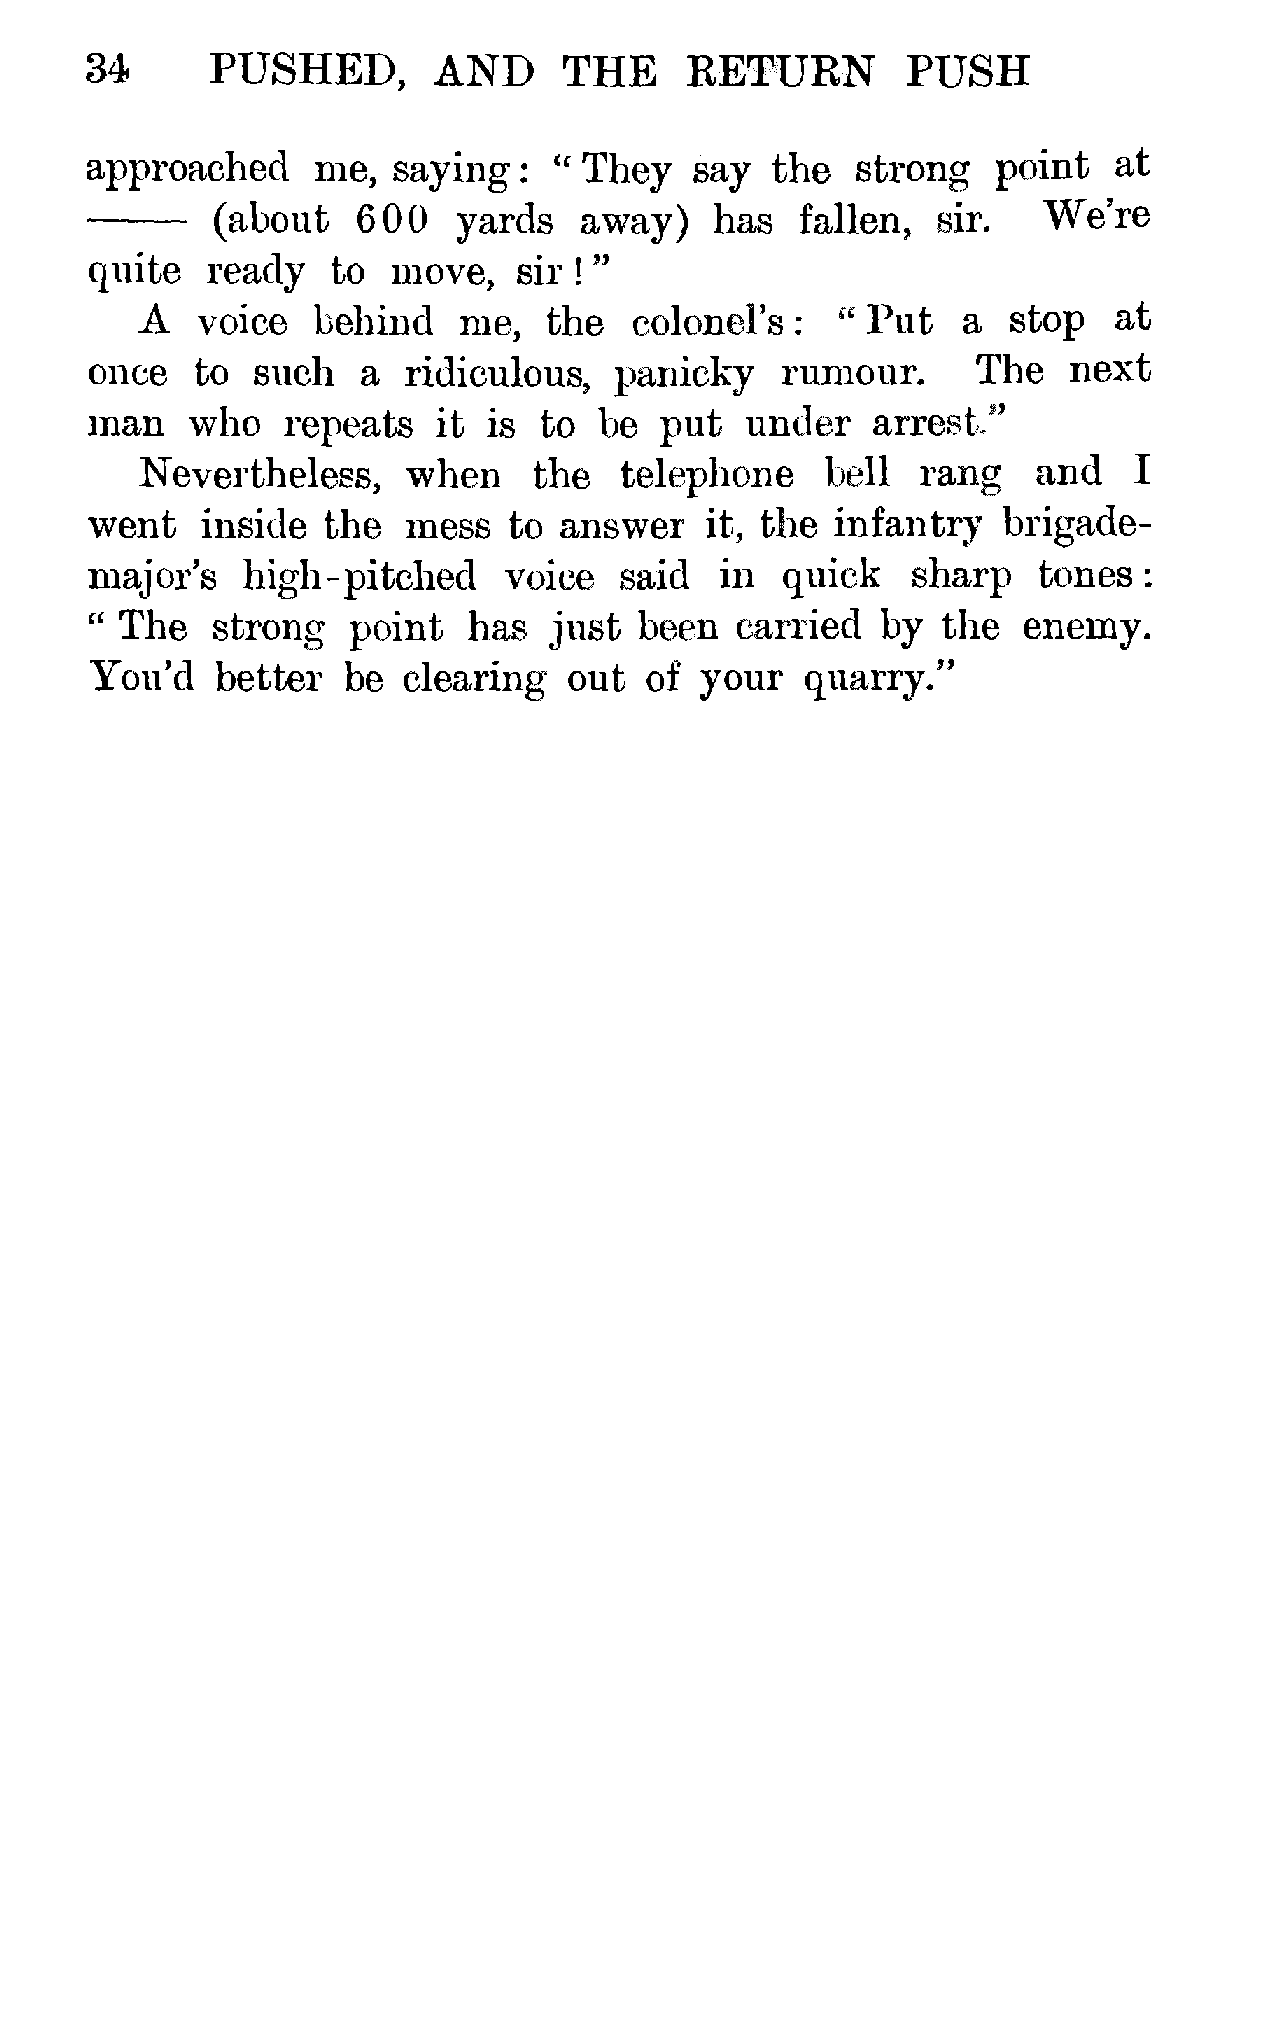 34 PUSHED, AND THE RETURN PUSH
approached me, saying: “They say the strong point at
—— (about 600 yards away) has fallen, sir. We're
quite ready to move, sir!”
A voice behind me, the colonel's: “Put a stop at
once to such a ridiculous, panicky rumour. The next
man who repeats it is to be put under arrest.”
Nevertheless, when the telephone bell rang and I
went inside the mess to answer it, the infantry brigade-
major's high-pitched voice said in quick sharp tones:
“The strong point has just been carried by the enemy.
You'd better be clearing out of your quarry.”